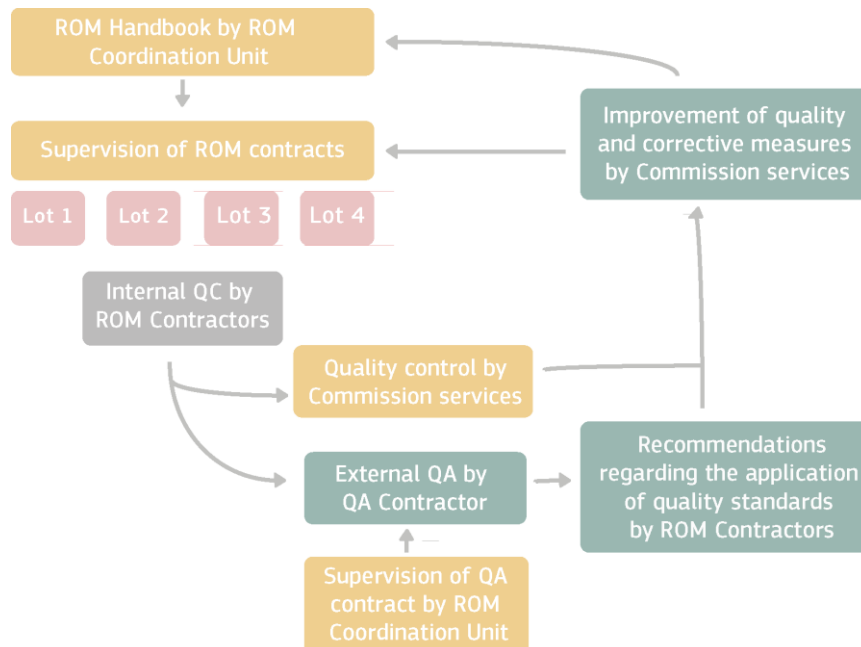 ROM Handbook by ROM
Coordination Unit
Supervision of ROM contracts
Lot 1
Lot 2
Lot 3
Lot 4
Improvement of quality
and corrective measures
by Commission services
Internal QC by
ROM Contractors
Quality control by
Commission services
External QA by
QA Contractor
Recommendations
regarding the application
of quality standards
by ROM Contractors
Supervision of QA
contract by ROM
Coordination Unit